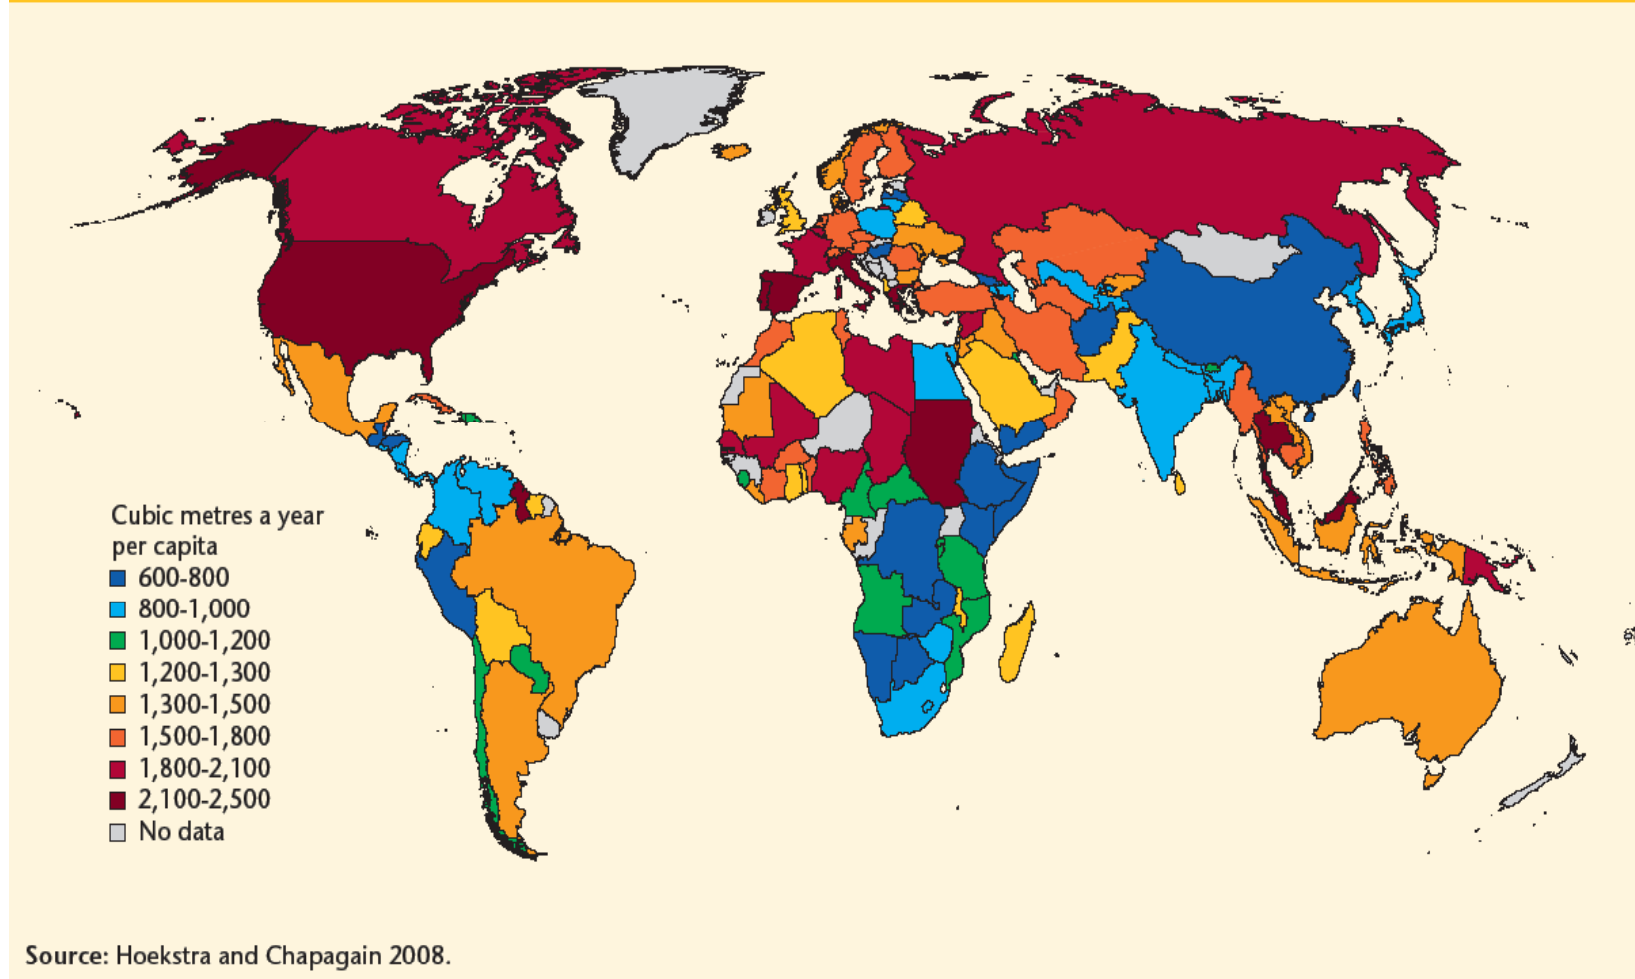 Cubic metres a year
per capita
600-800
800-1,000
1,000-1,200
1,200-1,300
1,300-1,500
1,500-1,800
1,800-2,100
2,100-2,500
No data
Source: Hoekstra and Chapagain 2008.